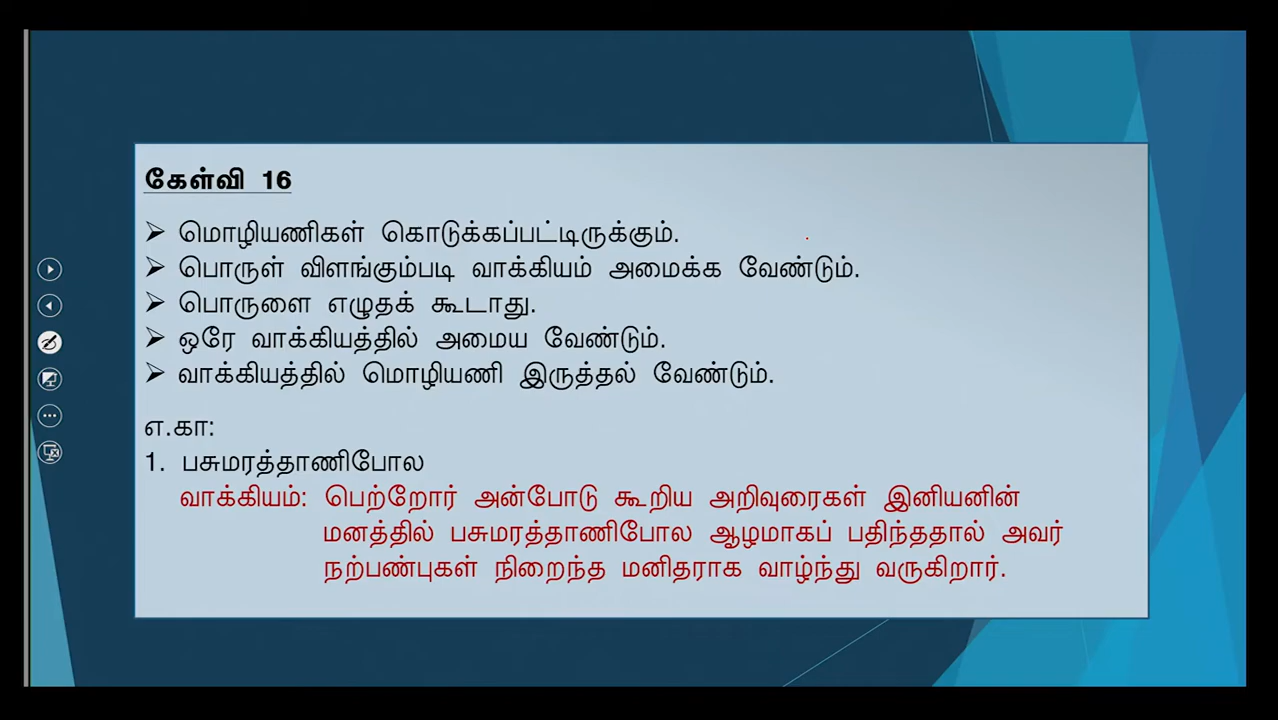 கேள்வி 16
➤ மொழியணிகள் கொடுக்கப்பட்டிருக்கும்.
➤ பொருள் விளங்கும்படி வாக்கியம் அமைக்க வேண்டும்.
➤ பொருளை எழுதக் கூடாது.
➤ ஒரே வாக்கியத்தில் அமைய வேண்டும்.
➤ வாக்கியத்தில் மொழியணி இருத்தல் வேண்டும்.
எ.கா:
1. பசுமரத்தாணிபோல
வாக்கியம்: பெற்றோர் அன்போடு கூறிய அறிவுரைகள் இனியனின்
மனத்தில் பசுமரத்தாணிபோல ஆழமாகப் பதிந்ததால் அவர்
நற்பண்புகள் நிறைந்த மனிதராக வாழ்ந்து வருகிறார்.